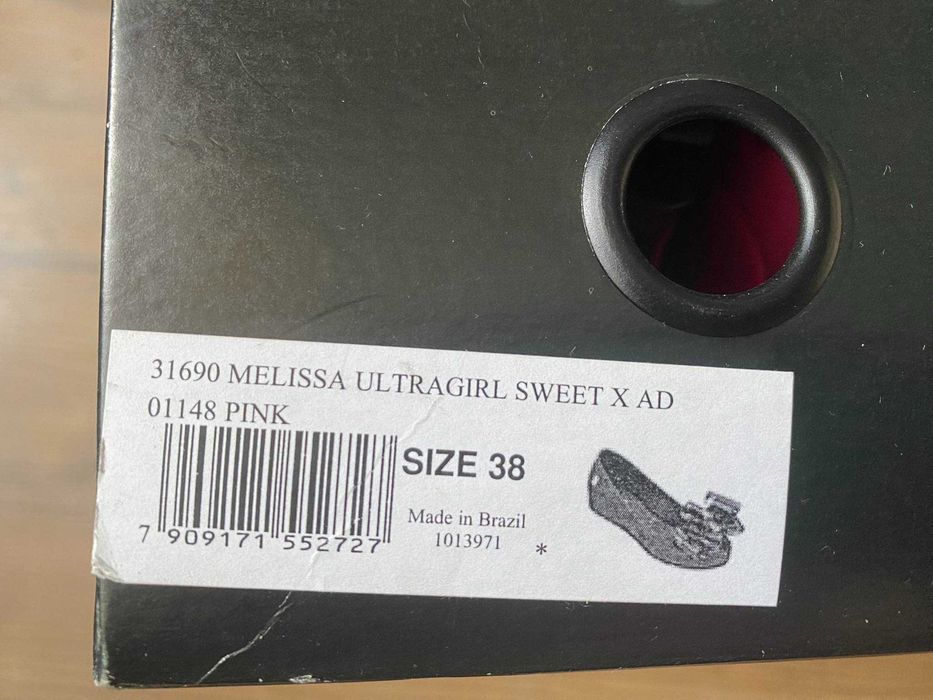 31690 MELISSA ULTRAGIRL SWEET X AD
01148 PINK
SIZE 38
Made in Brazil
1013971 *
7 909171 552727